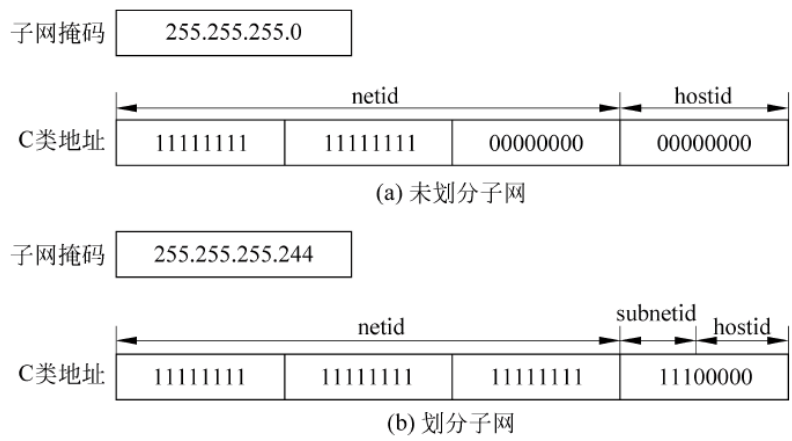 子网掩码 255.255.255.0
netid hostid
C类地址 11111111 11111111 00000000 00000000
(a) 未划分子网
子网掩码 255.255.255.244
subnetid
netid hostid
C类地址 11111111 11111111 11111111 11100000
(b) 划分子网